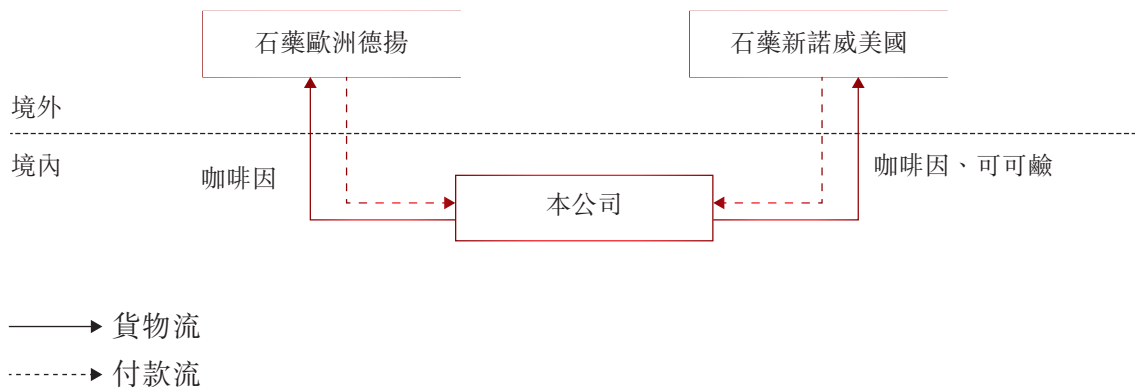 石藥歐洲德揚
石藥新諾威美國
境外
境內
咖啡因
咖啡因、可可鹼
本公司
貨物流
付款流